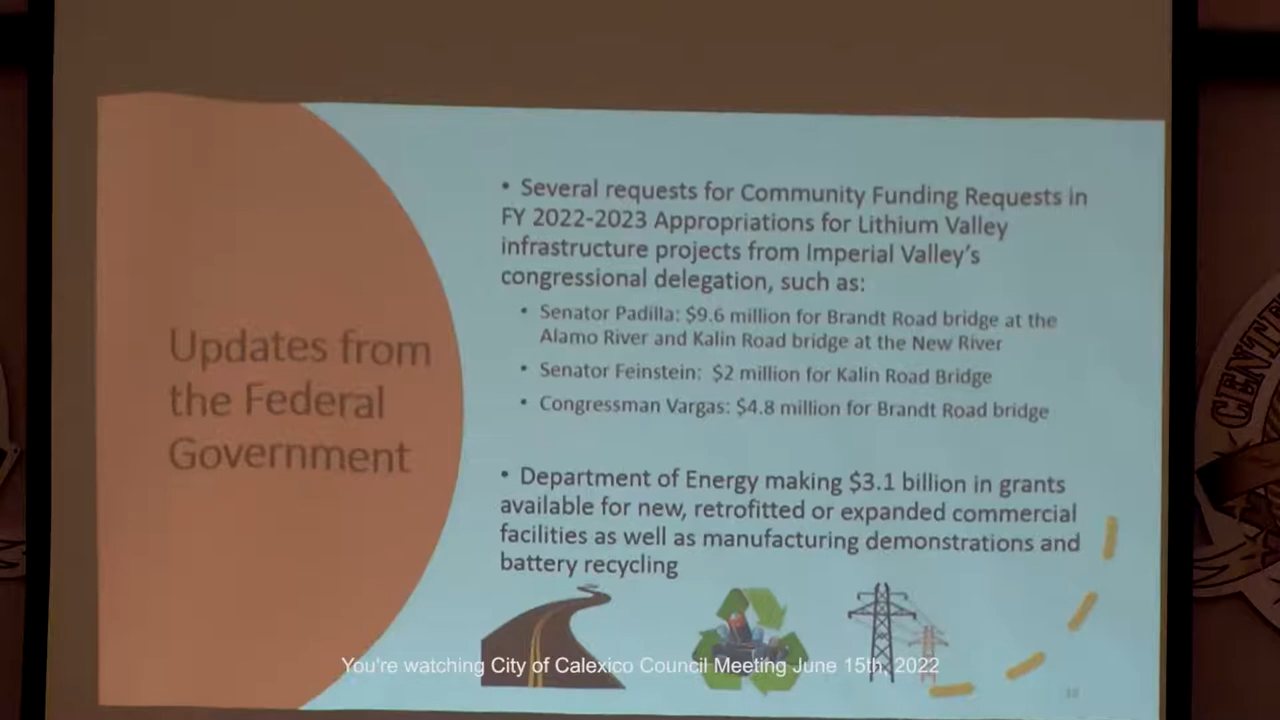 • Several requests for Community Funding Requests in
FY 2022-2023 Appropriations for Lithium Valley
infrastructure projects from Imperial Valley's
congressional delegation, such as:
• Senator Padilla: $9.6 million for Brandt Road bridge at the
Alamo River and Kalin Road bridge at the New River
• Senator Feinstein: $2 million for Kalin Road Bridge
• Congressman Vargas: $4.8 million for Brandt Road bridge
Updates from
the Federal
Government
• Department of Energy making $3.1 billion in grants
available for new, retrofitted or expanded commercial
facilities as well as manufacturing demonstrations and
battery recycling
You're watching City of Calexico Council Meeting June 15th, 2022